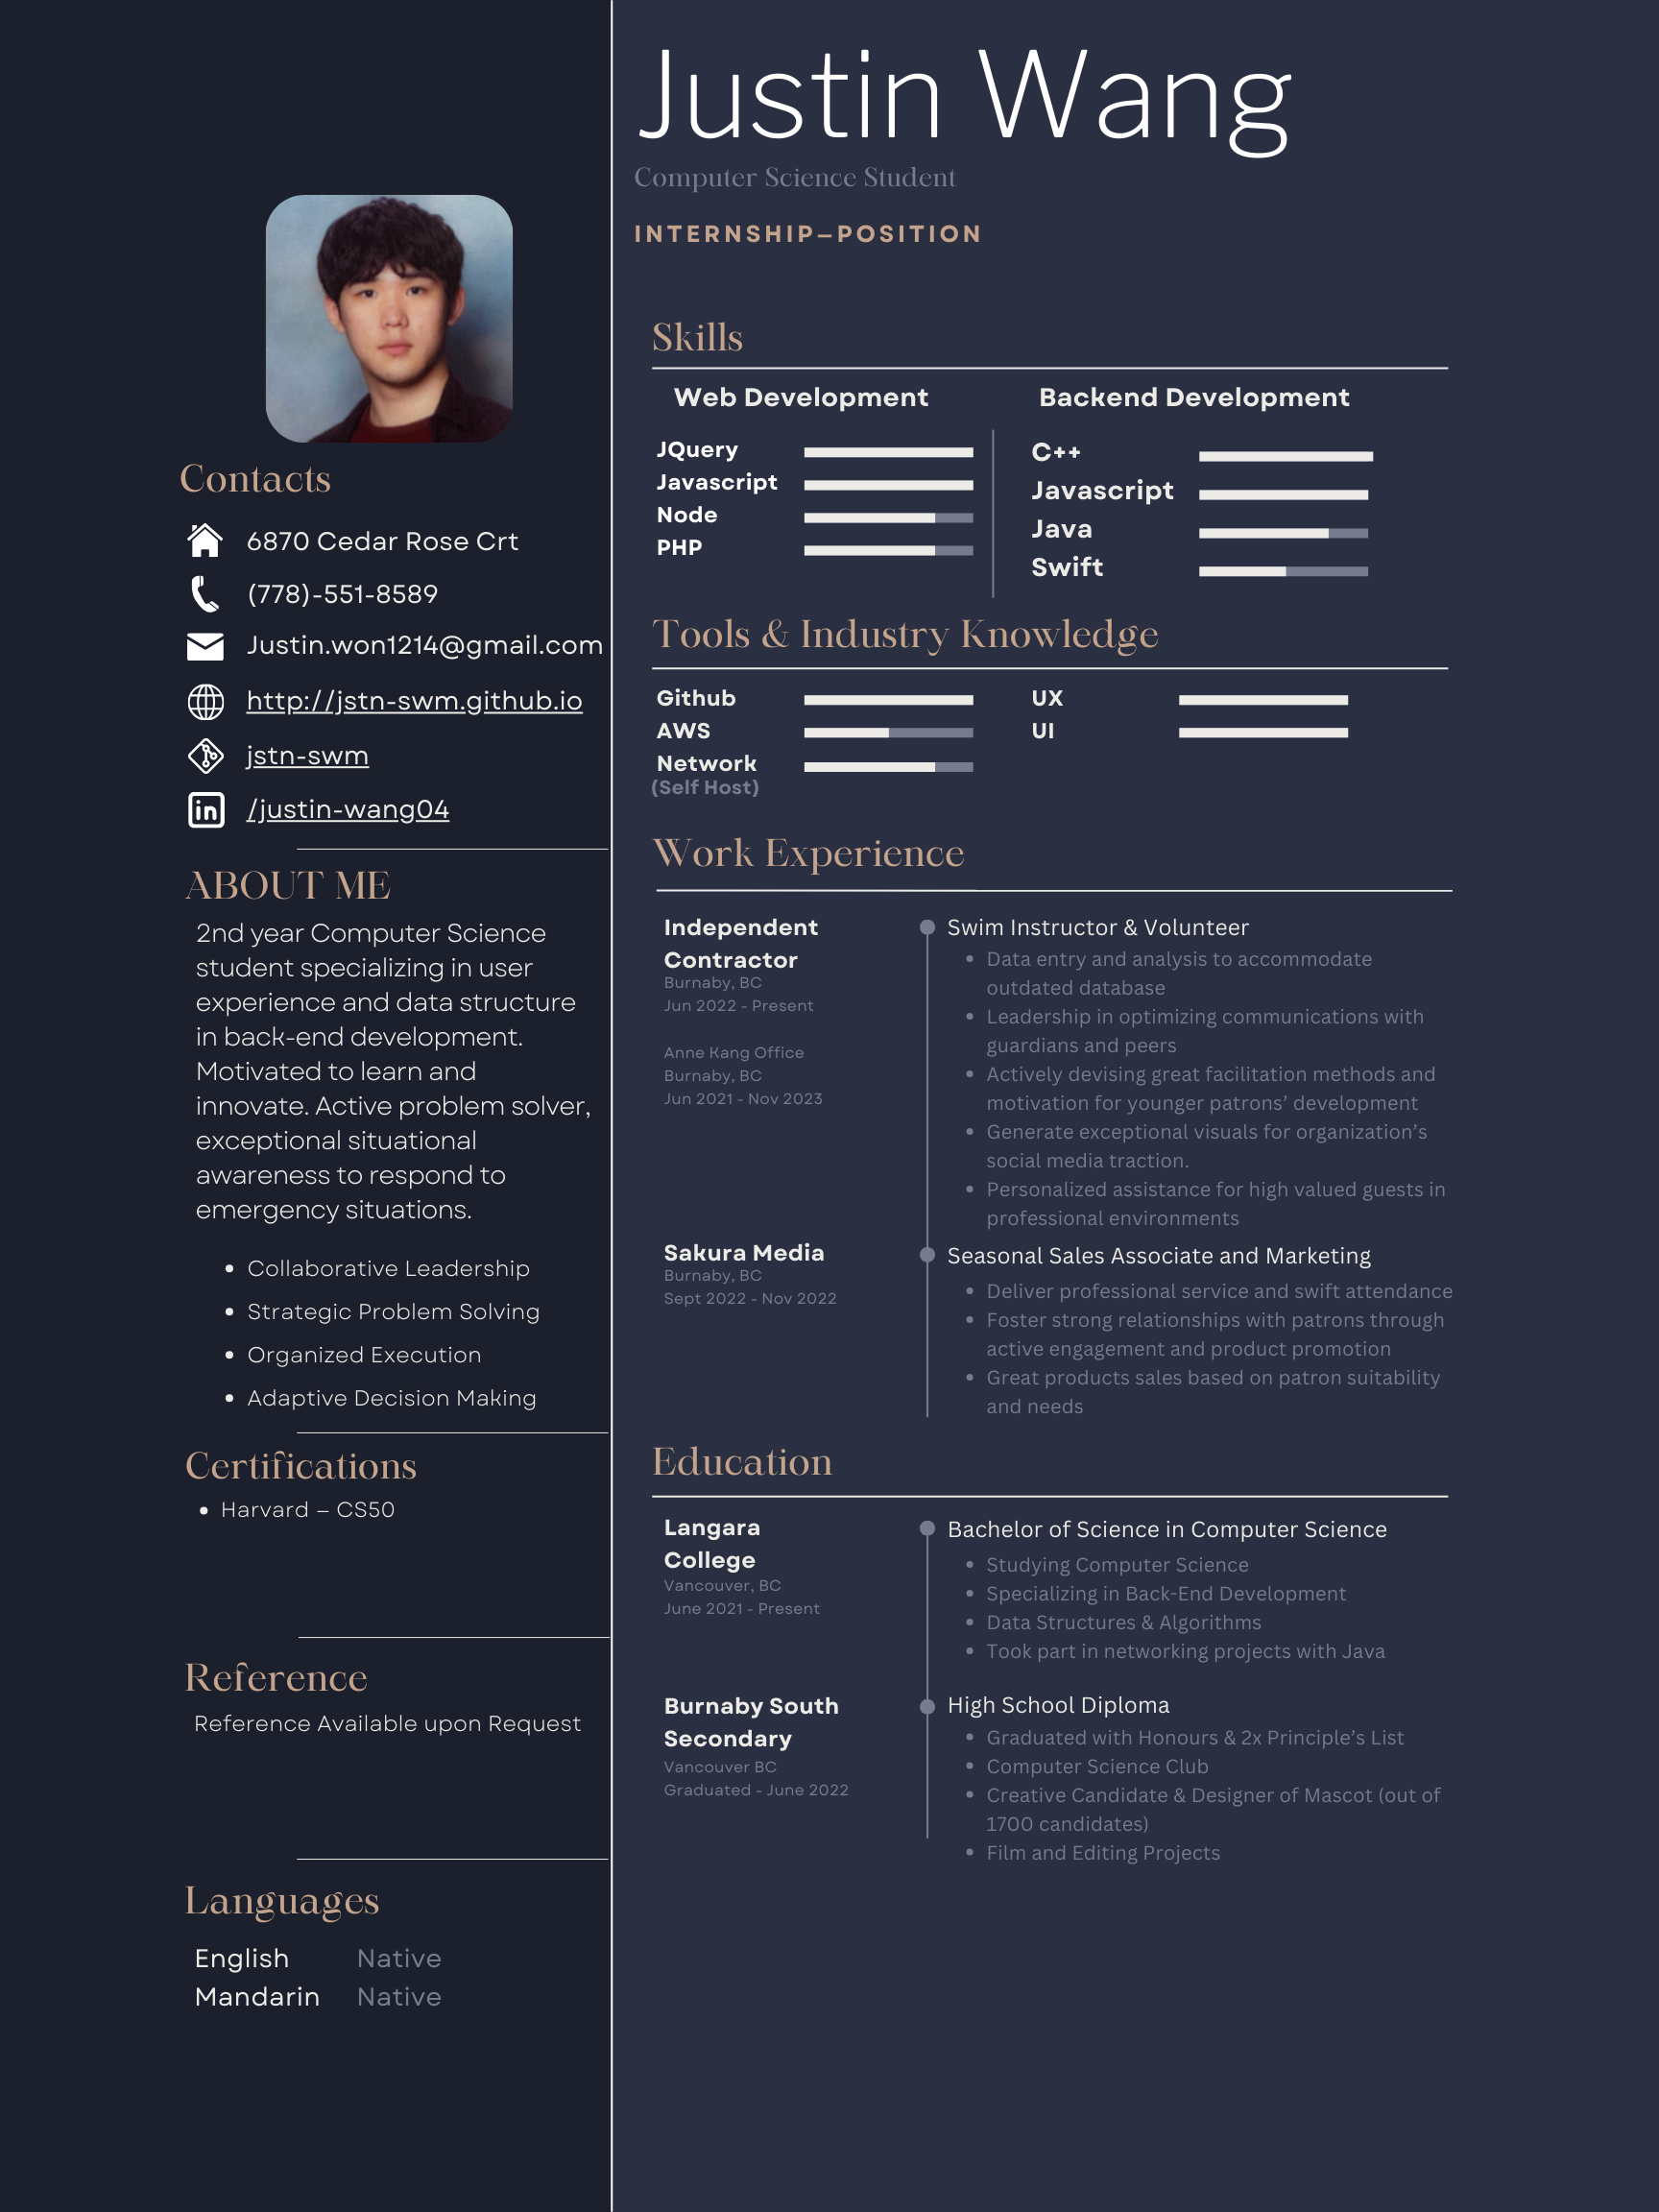 Justin Wang
Computer Science Student
INTERNSHIP–POSITION
Contacts
6870 Cedar Rose Crt
(778)-551-8589
Justin.won1214@gmail.com
http://jstn-swm.github.io
jstn-swm
in
/justin-wang04
ABOUT ME
2nd year Computer Science
student specializing in user
experience and data structure
in back-end development.
Motivated to learn and
innovate. Active problem solver,
exceptional situational
awareness to respond to
emergency situations.
• Collaborative Leadership
• Strategic Problem Solving
• Organized Execution
• Adaptive Decision Making
Certifications
• Harvard – CS50
Reference
Reference Available upon Request
Languages
English Native
Mandarin Native
Skills
Web Development
JQuery
Javascript
Node
PHP
Backend Development
C++
Javascript
Java
Swift
Tools & Industry Knowledge
Github
AWS
Network
(Self Host)
UX
UI
Work Experience
Independent
Contractor
Burnaby, BC
Jun 2022 - Present
Anne Kang Office
Burnaby, BC
Jun 2021 - Nov 2023
Swim Instructor & Volunteer
• Data entry and analysis to accommodate
outdated database
• Leadership in optimizing communications with
guardians and peers
• Actively devising great facilitation methods and
motivation for younger patrons’ development
• Generate exceptional visuals for organization’s
social media traction.
• Personalized assistance for high valued guests in
professional environments
Sakura Media
Burnaby, BC
Sept 2022 - Nov 2022
Seasonal Sales Associate and Marketing
• Deliver professional service and swift attendance
• Foster strong relationships with patrons through
active engagement and product promotion
• Great products sales based on patron suitability
and needs
Education
Langara
College
Vancouver, BC
June 2021 - Present
Bachelor of Science in Computer Science
• Studying Computer Science
• Specializing in Back-End Development
• Data Structures & Algorithms
• Took part in networking projects with Java
Burnaby South
Secondary
Vancouver BC
Graduated - June 2022
High School Diploma
• Graduated with Honours & 2x Principle’s List
• Computer Science Club
• Creative Candidate & Designer of Mascot (out of
1700 candidates)
• Film and Editing Projects